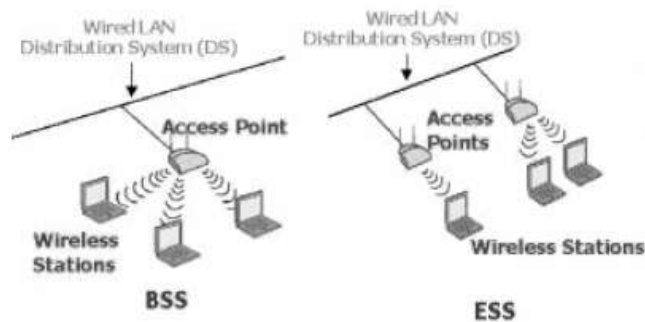 Wired LAN
Distribution System (DS)
Access Point
Wireless
Stations
BSS
Wired LAN
Distribution System (DS)
Access
Points
Wireless Stations
ESS